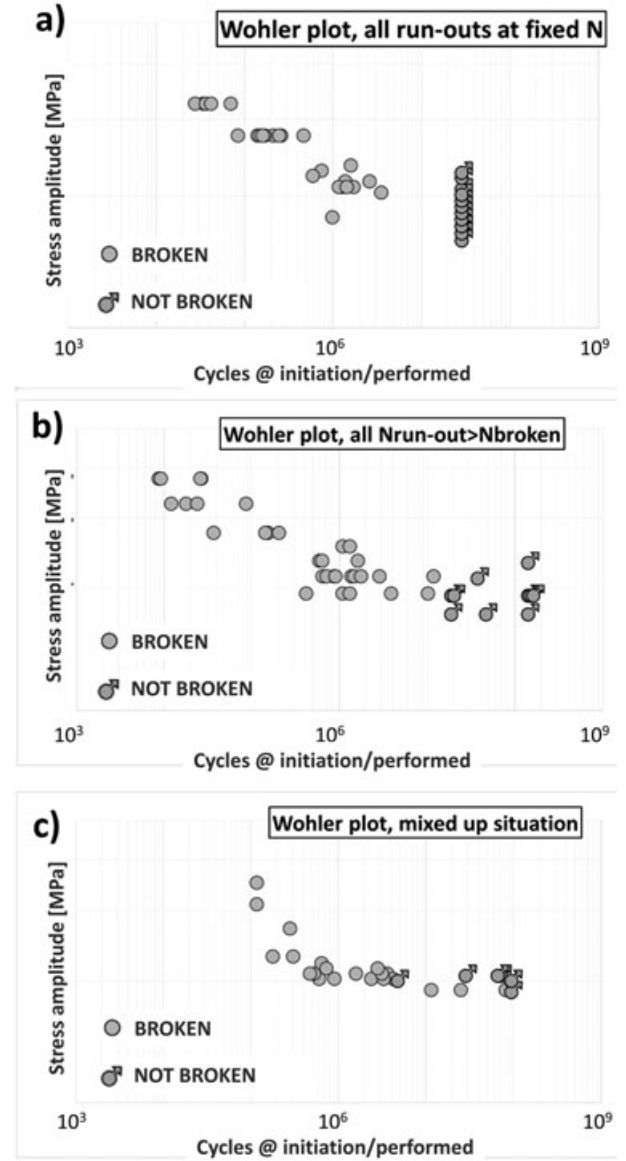 a)
Wohler plot, all run-outs at fixed N
Stress amplitude [MPa]
BROKEN
NOT BROKEN
10³
10⁶
10⁹
Cycles @ initiation/performed
b)
Wohler plot, all Nrun-out>Nbroken
Stress amplitude [MPa]
BROKEN
NOT BROKEN
10³
10⁶
10⁹
Cycles @ initiation/performed
c)
Wohler plot, mixed up situation
Stress amplitude [MPa]
BROKEN
NOT BROKEN
10³
10⁶
10⁹
Cycles @ initiation/performed